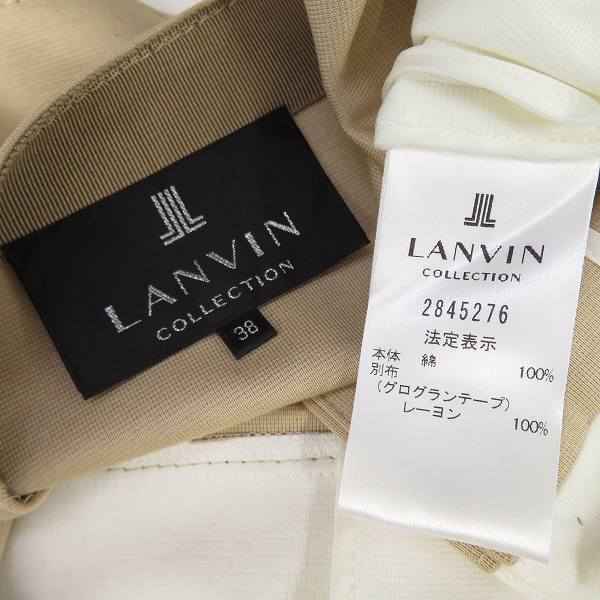 LANVIN
COLLECTION
38
LANVIN
COLLECTION
2845276
法定表示
本体 綿 100%
別布
(グログランテープ)
レーヨン 100%